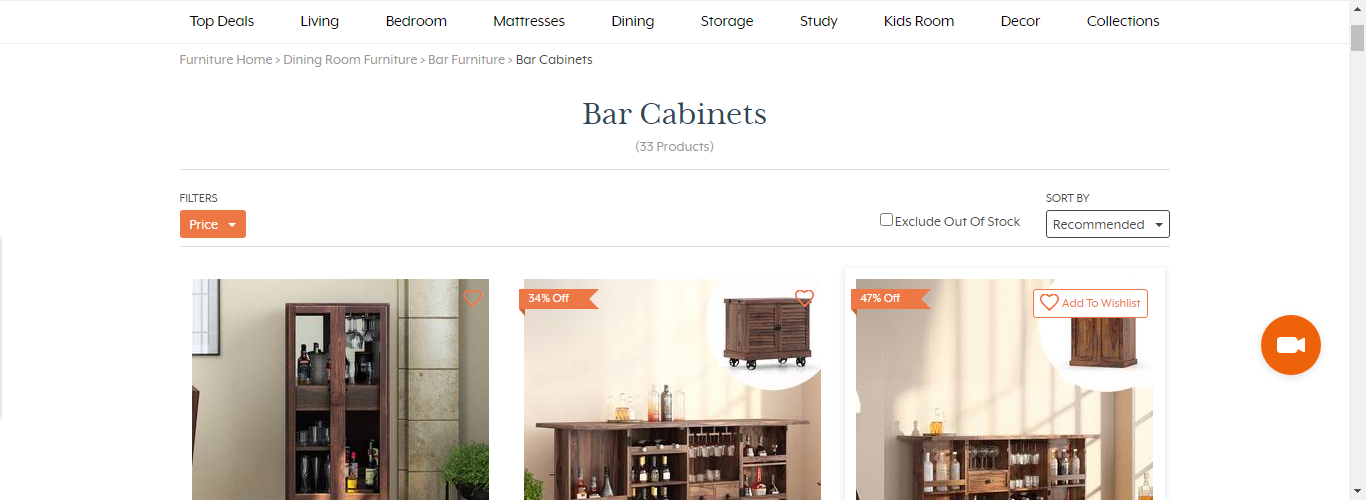 Top Deals Living Bedroom Mattresses Dining Storage Study Kids Room Decor Collections
Furniture Home > Dining Room Furniture > Bar Furniture > Bar Cabinets
Bar Cabinets
(33 Products)
FILTERS
Price
Exclude Out Of Stock
SORT BY
Recommended
34% Off
47% Off
Add To Wishlist